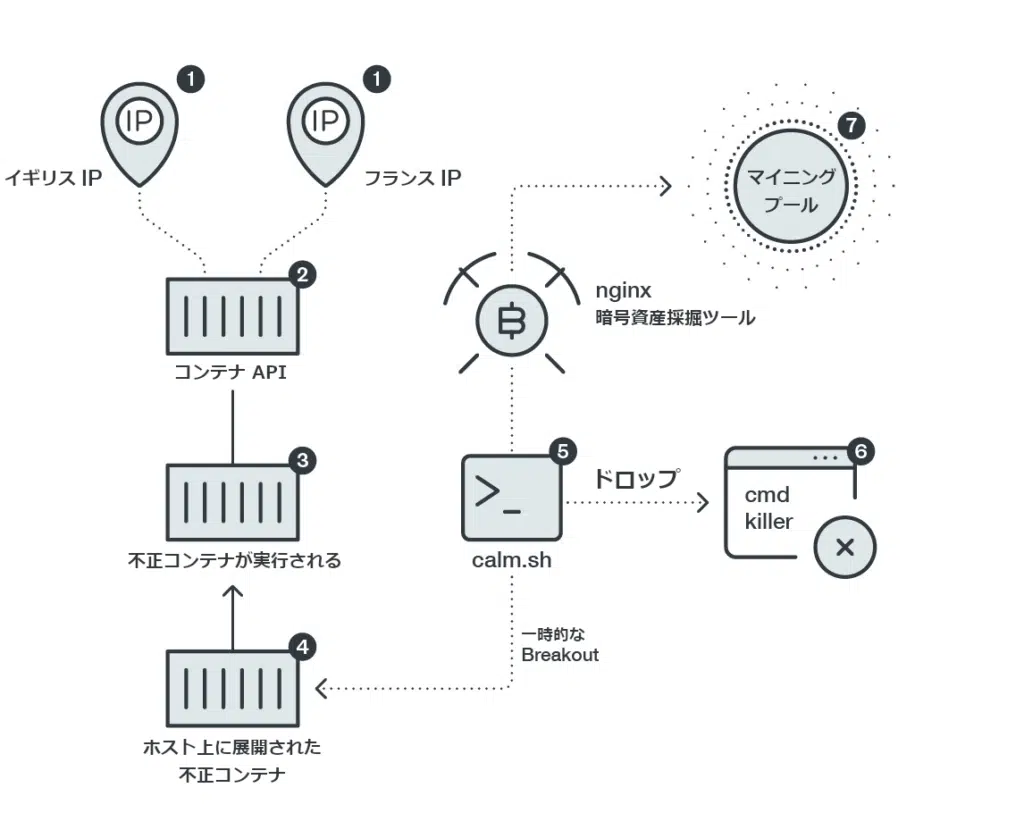 1
IP
イギリス IP
1
IP
フランス IP
2
コンテナ API
3
不正コンテナが実行される
4
ホスト上に展開された
不正コンテナ
nginx
暗号資産採掘ツール
5
>_
calm.sh
一時的な
Breakout
ドロップ
6
cmd
killer
7
マイニング
プール